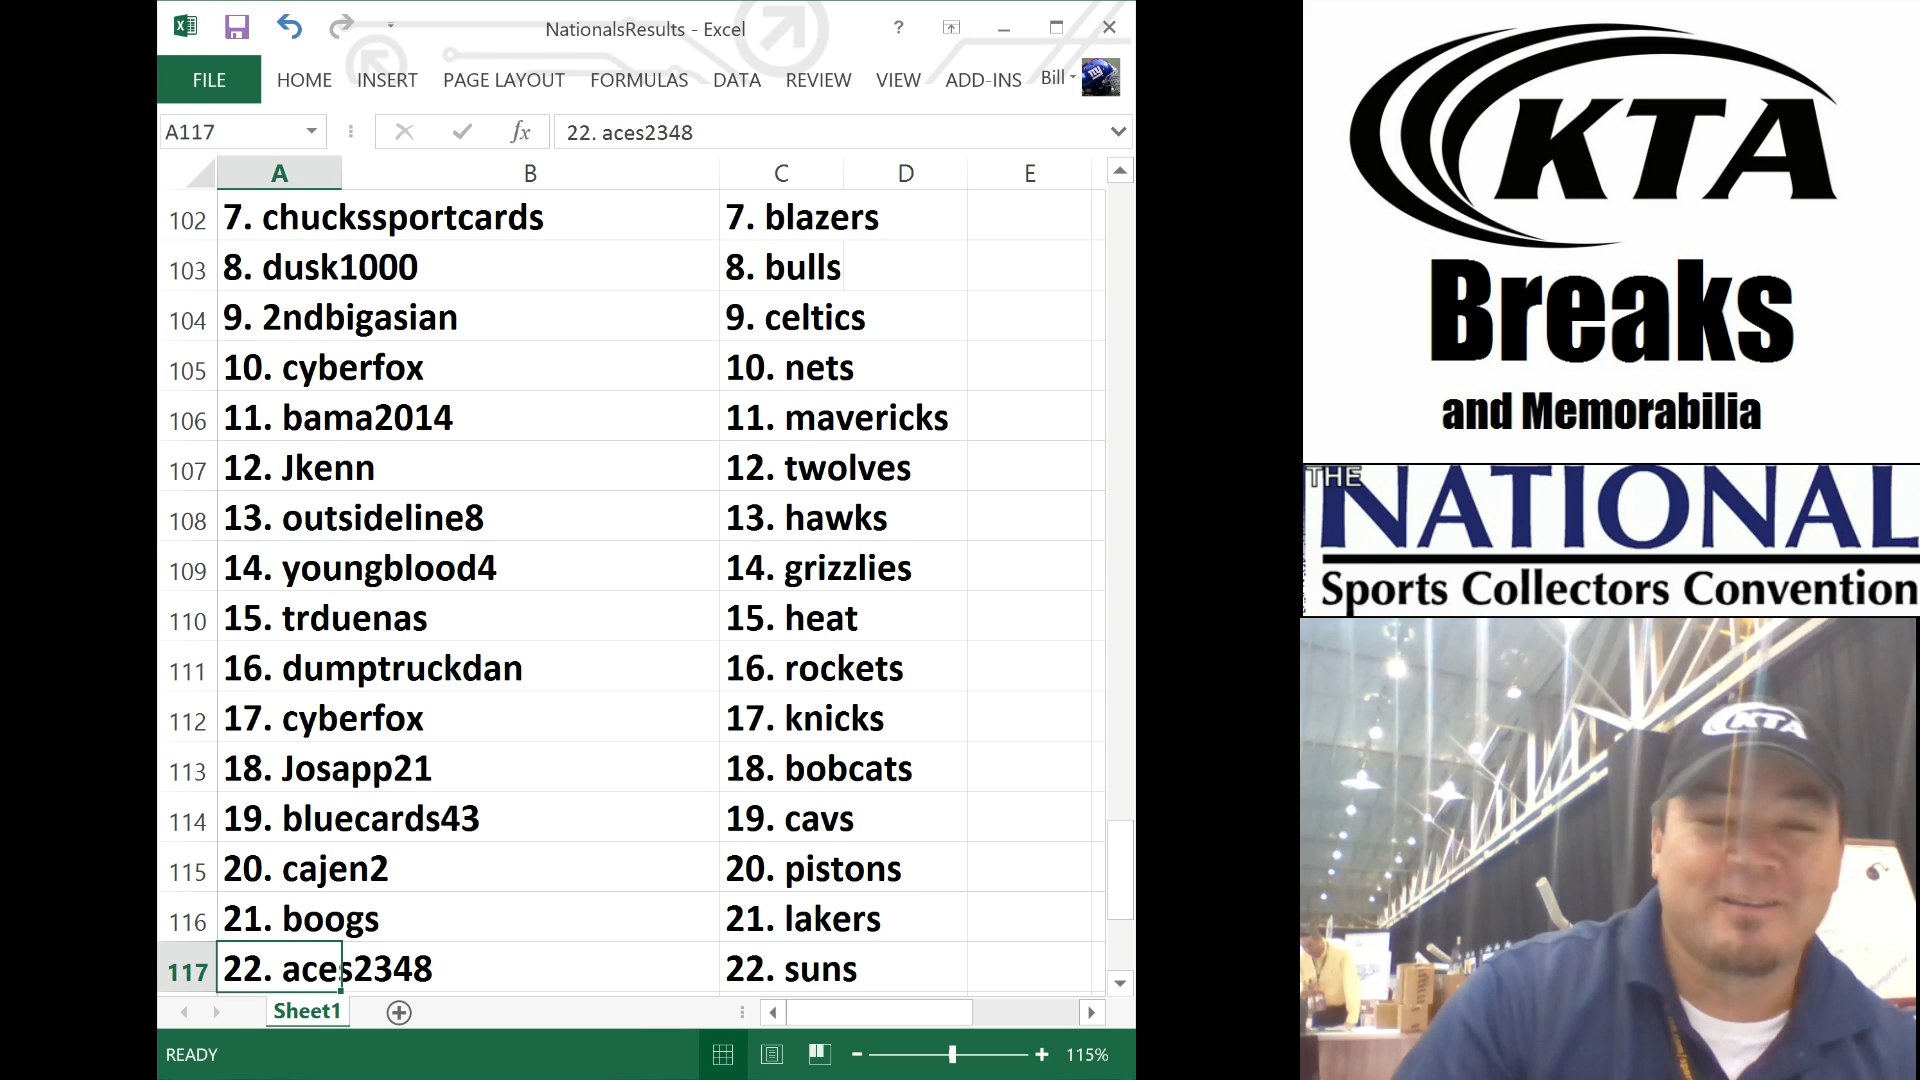 NationalsResults - Excel
?
FILE HOME INSERT PAGE LAYOUT FORMULAS DATA REVIEW VIEW ADD-INS Bill
A117 fx 22. aces2348
A B C D E
102 7. chuckssportcards 7. blazers
103 8. dusk1000 8. bulls
104 9. 2ndbigasian 9. celtics
105 10. cyberfox 10. nets
106 11. bama2014 11. mavericks
107 12. Jkenn 12. twolves
108 13. outsideline8 13. hawks
109 14. youngblood4 14. grizzlies
110 15. trduenas 15. heat
111 16. dumptruckdan 16. rockets
112 17. cyberfox 17. knicks
113 18. Josapp21 18. bobcats
114 19. bluecards43 19. cavs
115 20. cajen2 20. pistons
116 21. boogs 21. lakers
117 22. aces2348 22. suns
Sheet1
READY 115%
KTA
Breaks
and Memorabilia
THE
NATIONAL
Sports Collectors Convention
KTA